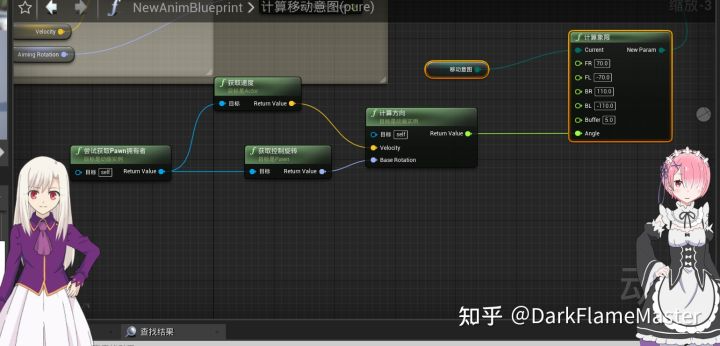 NewAnimBlueprint > 计算移动意图(pure)
缩放-3
Velocity
Aiming Rotation
计算象限
Current
New Param
FR 70.0
FL -70.0
BR 110.0
BL -110.0
Buffer 5.0
Angle
移动意图
f 获取速度
目标是Actor
目标
Return Value
f 计算方向
目标是动画实例
目标 self
Return Value
Velocity
Base Rotation
f 尝试获取Pawn拥有者
目标是动画实例
目标 self
Return Value
f 获取控制旋转
目标是Pawn
目标
Return Value
动
知乎 @DarkFlameMaster
查找结果